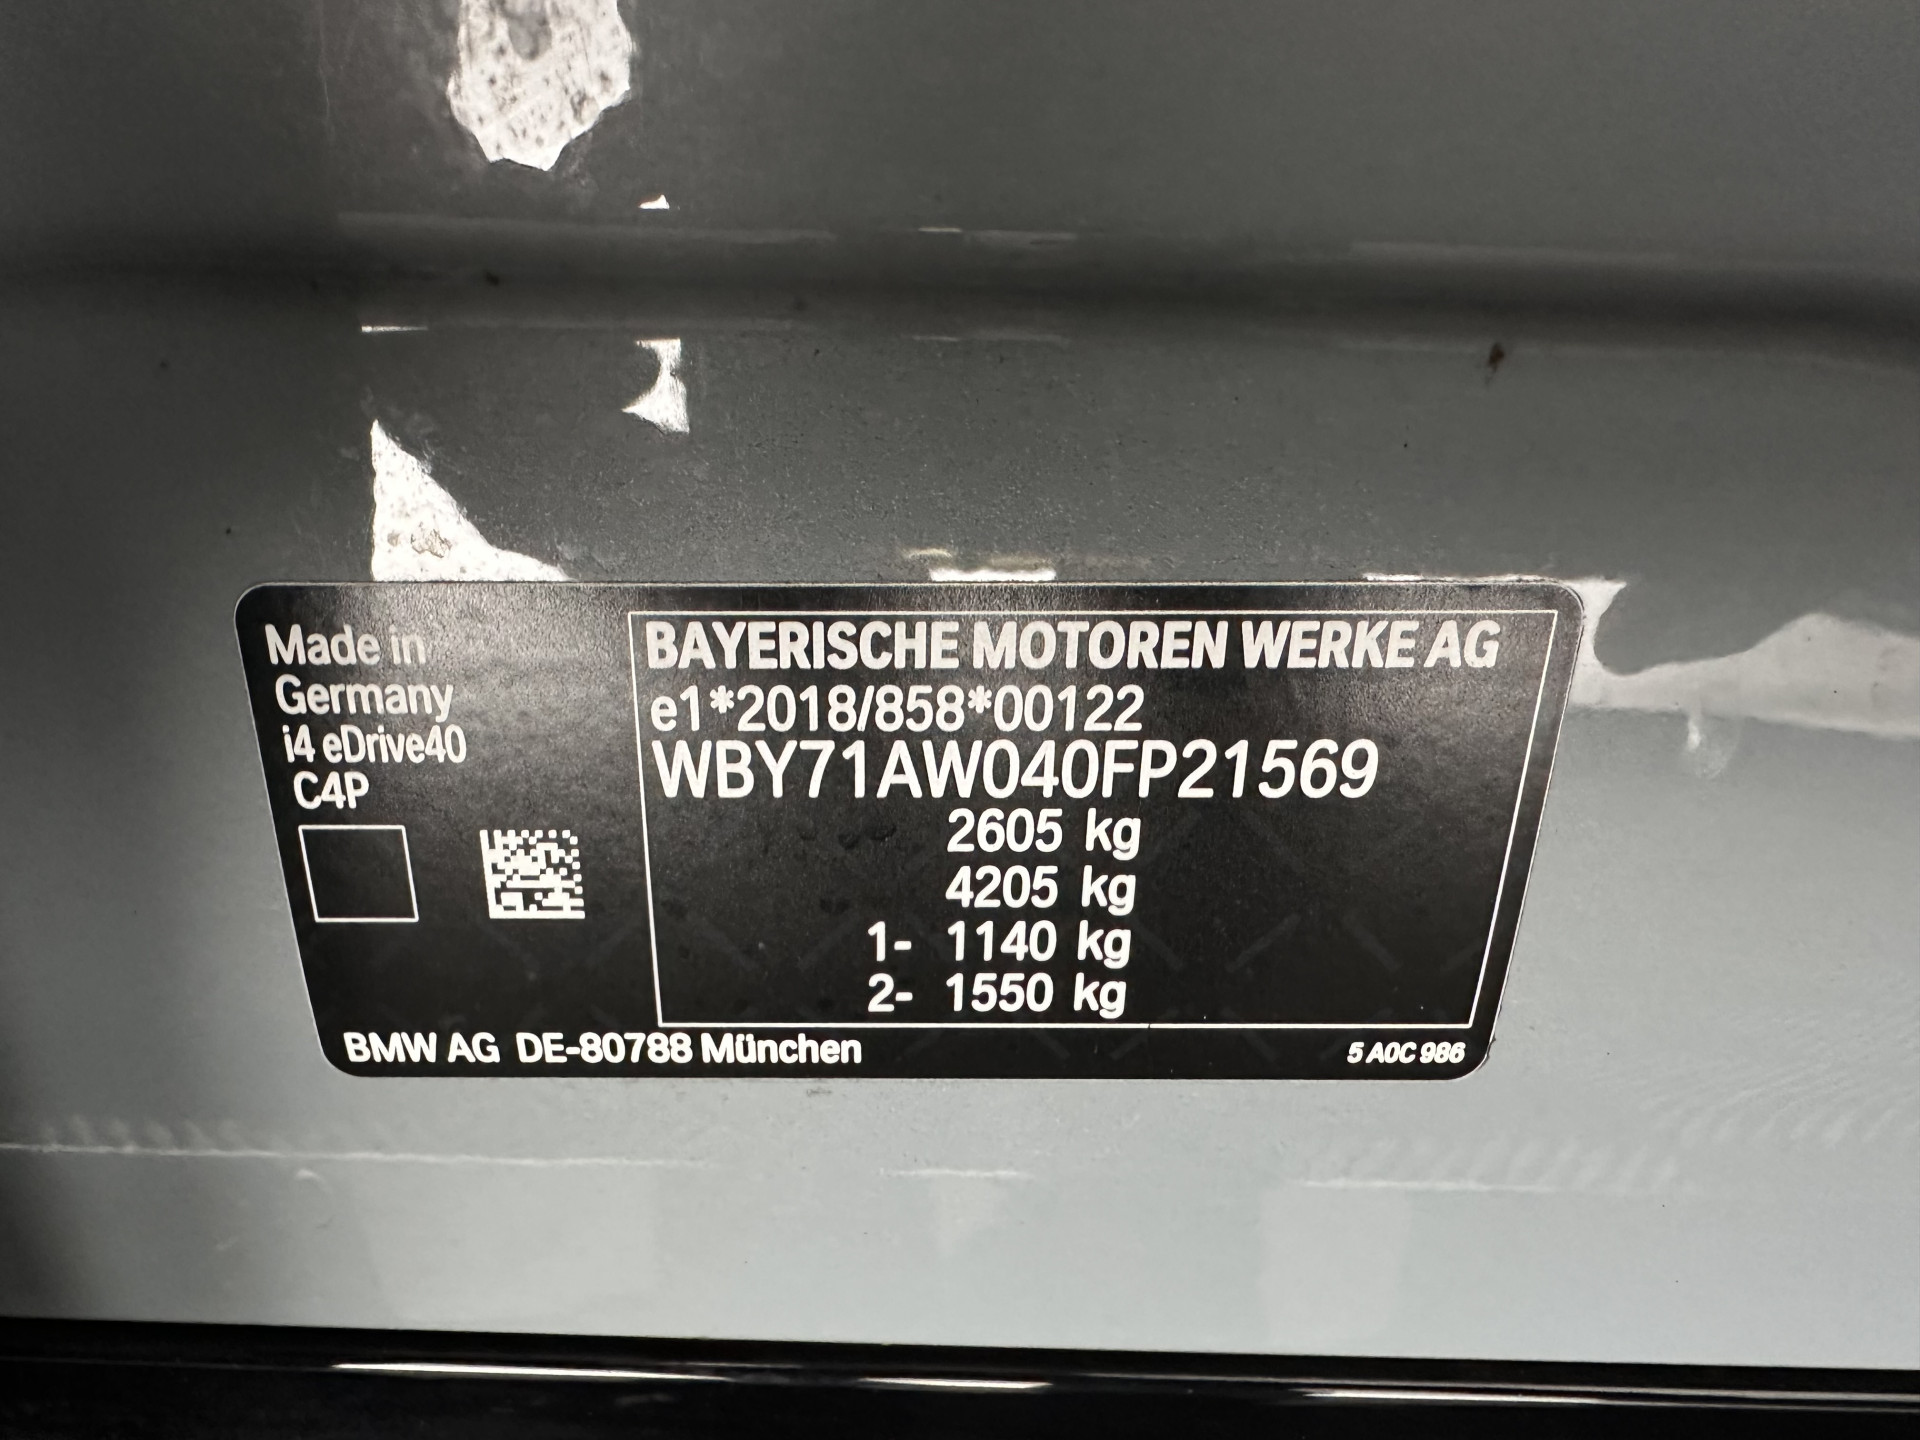 Made in
Germany
i4 eDrive40
C4P
BAYERISCHE MOTOREN WERKE AG
e1*2018/858*00122
WBY71AW040FP21569
2605 kg
4205 kg
1- 1140 kg
2- 1550 kg
BMW AG DE-80788 München
5 A0C 986